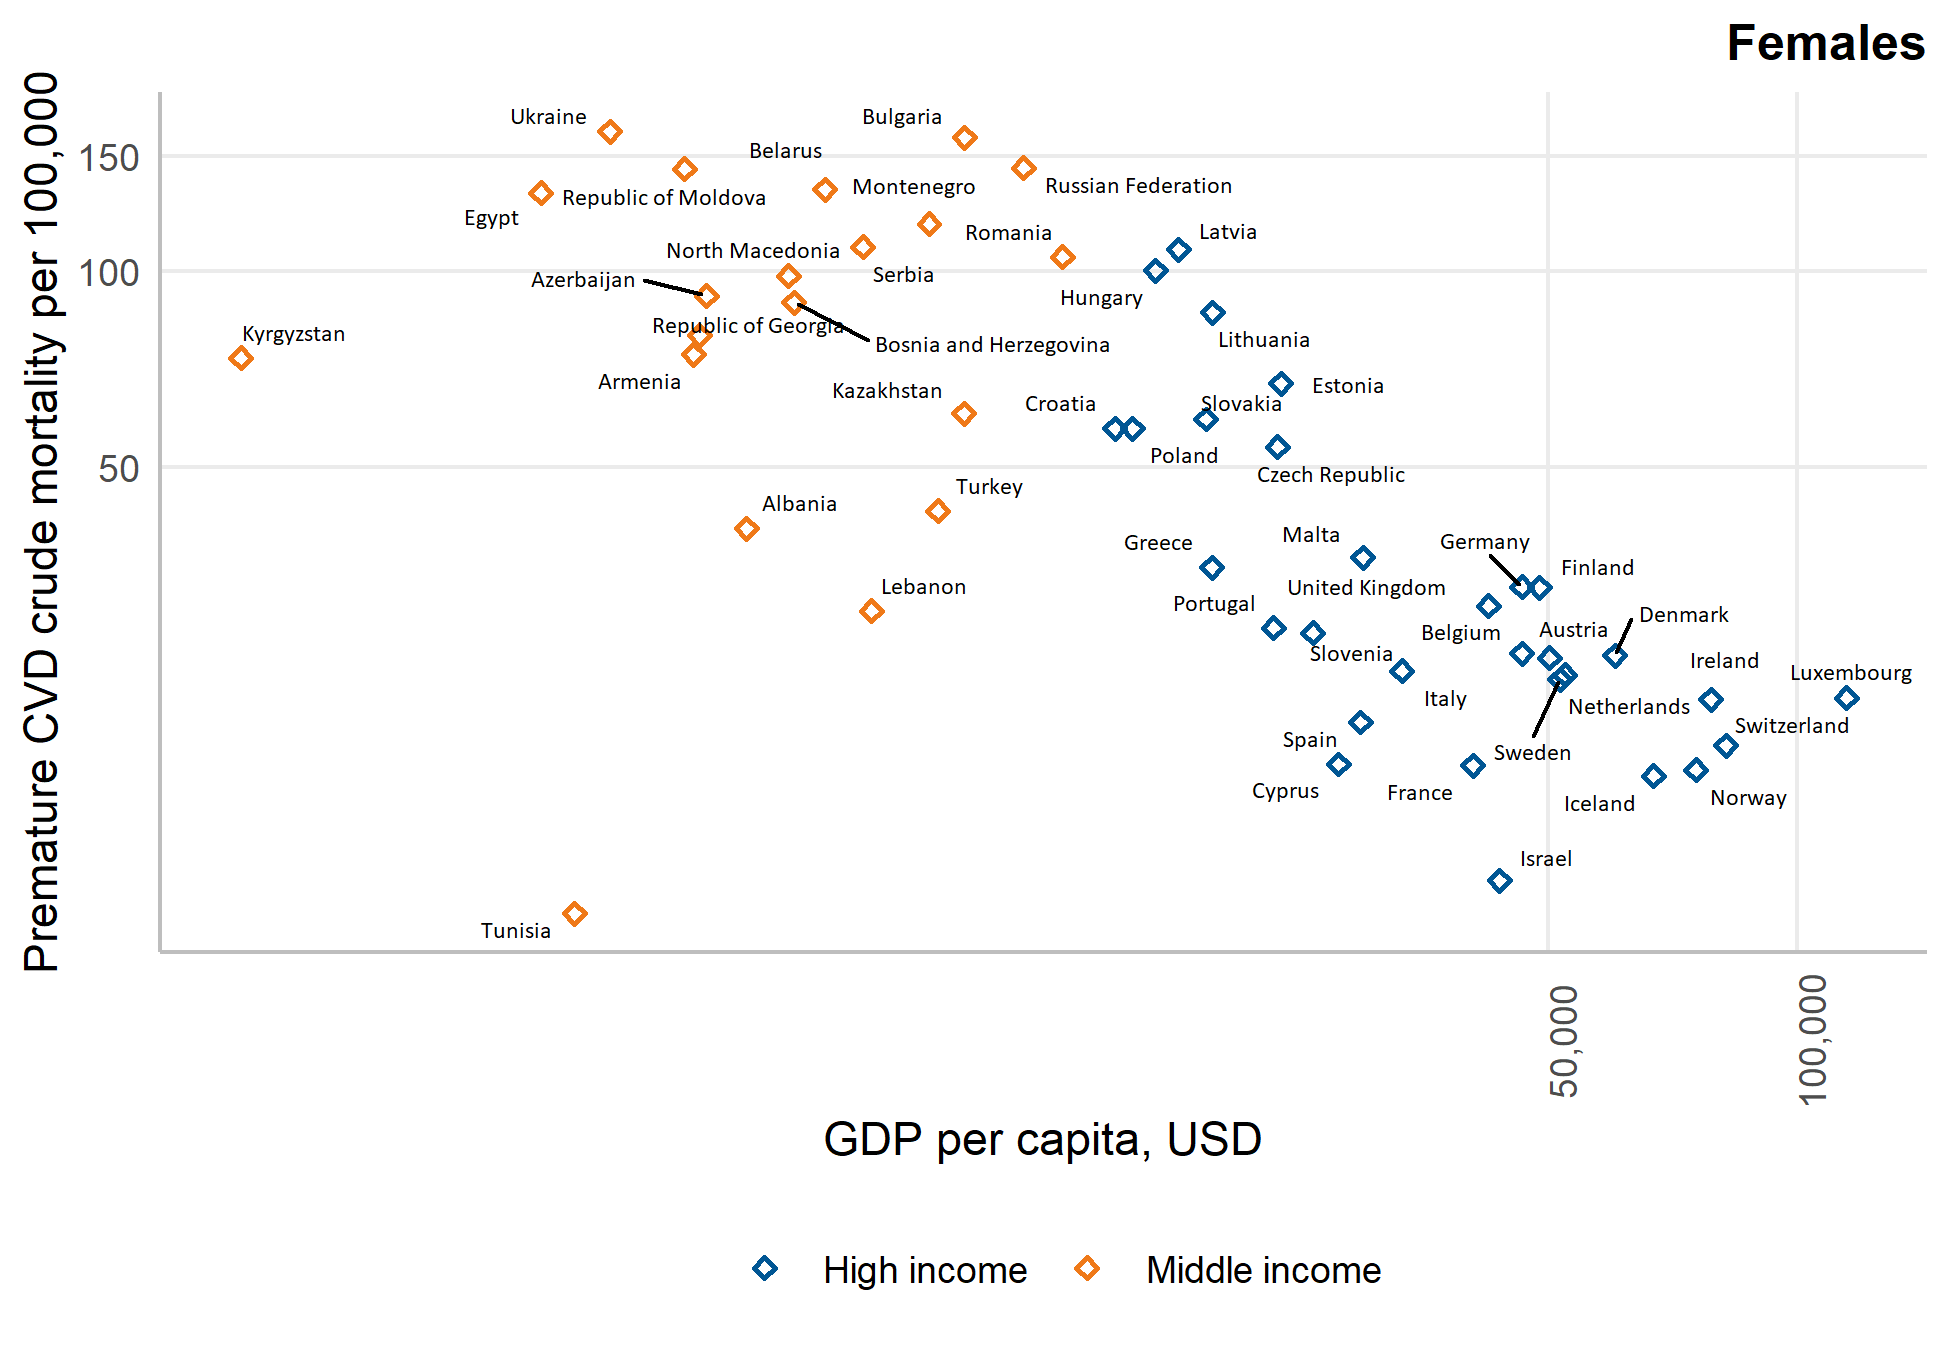 Females
Premature CVD crude mortality per 100,000
150
100
50
Ukraine
Bulgaria
Belarus
Republic of Moldova
Montenegro
Russian Federation
Egypt
Romania
Latvia
North Macedonia
Serbia
Azerbaijan
Hungary
Republic of Georgia
Kyrgyzstan
Bosnia and Herzegovina
Lithuania
Armenia
Kazakhstan
Croatia
Slovakia
Estonia
Poland
Czech Republic
Turkey
Albania
Greece
Malta
Germany
Finland
Lebanon
United Kingdom
Portugal
Denmark
Belgium
Austria
Slovenia
Ireland
Luxembourg
Italy
Netherlands
Switzerland
Spain
Sweden
Cyprus
France
Iceland
Norway
Israel
Tunisia
50,000
100,000
GDP per capita, USD
High income
Middle income